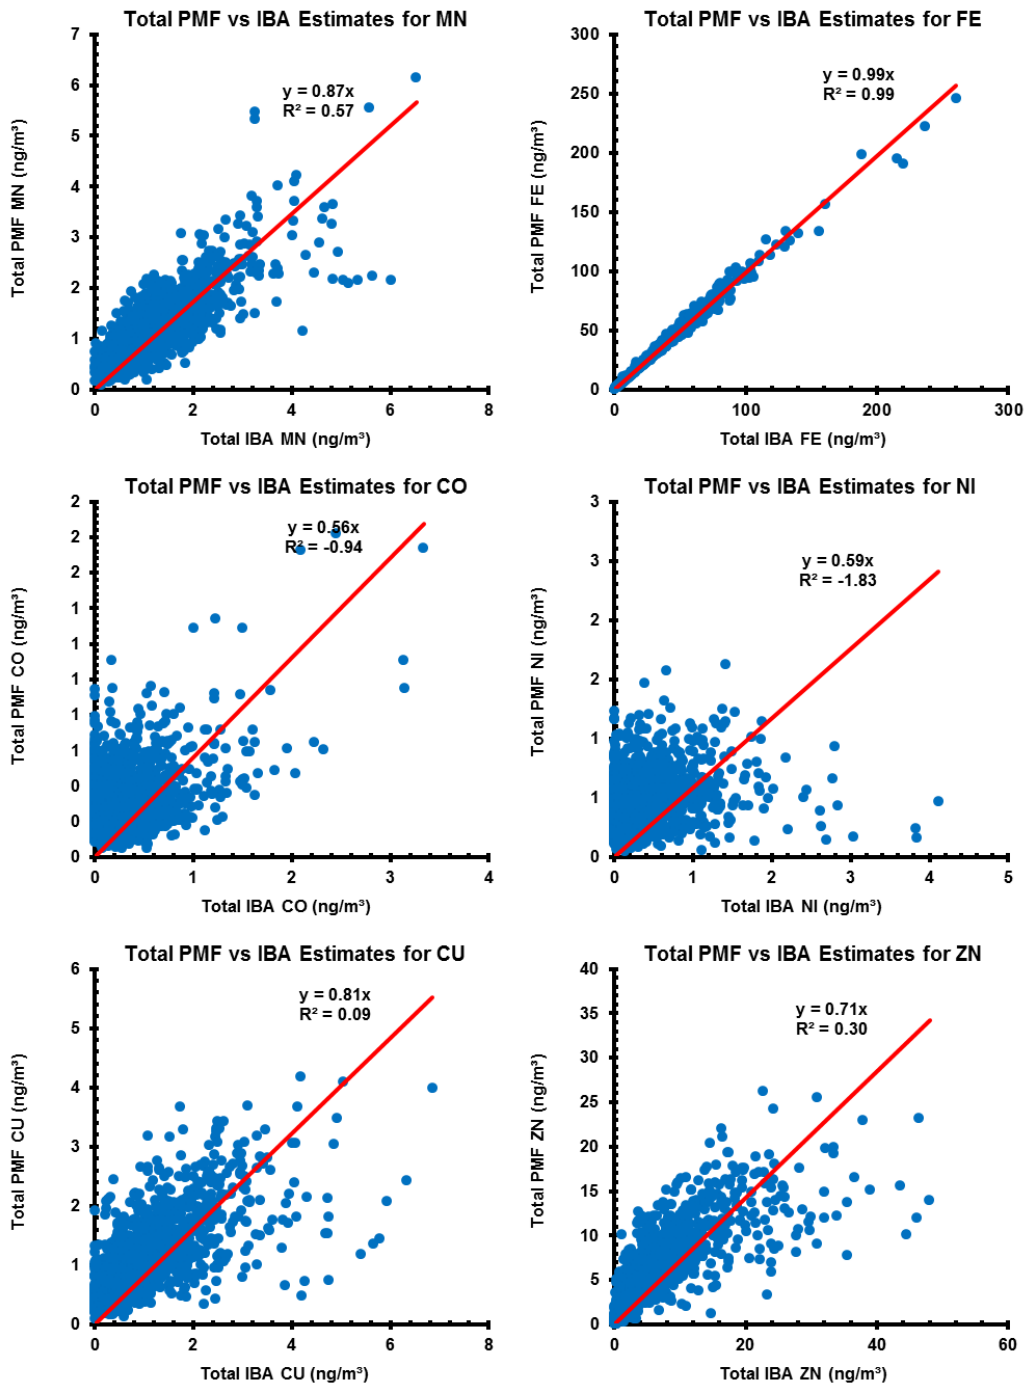 Total PMF vs IBA Estimates for MN
7
6
5
4
3
2
1
0
0 2 4 6 8
y = 0.87x
R² = 0.57
Total PMF MN (ng/m³)
Total IBA MN (ng/m³)
Total PMF vs IBA Estimates for FE
300
250
200
150
100
50
0
0 100 200 300
y = 0.99x
R² = 0.99
Total PMF FE (ng/m³)
Total IBA FE (ng/m³)
Total PMF vs IBA Estimates for CO
2
2
2
1
1
1
1
1
0
0
0
0 1 2 3 4
y = 0.56x
R² = -0.94
Total PMF CO (ng/m³)
Total IBA CO (ng/m³)
Total PMF vs IBA Estimates for NI
3
3
2
2
1
1
0
0 1 2 3 4 5
y = 0.59x
R² = -1.83
Total PMF NI (ng/m³)
Total IBA NI (ng/m³)
Total PMF vs IBA Estimates for CU
6
5
4
3
2
1
0
0 2 4 6 8
y = 0.81x
R² = 0.09
Total PMF CU (ng/m³)
Total IBA CU (ng/m³)
Total PMF vs IBA Estimates for ZN
40
35
30
25
20
15
10
5
0
0 20 40 60
y = 0.71x
R² = 0.30
Total PMF ZN (ng/m³)
Total IBA ZN (ng/m³)